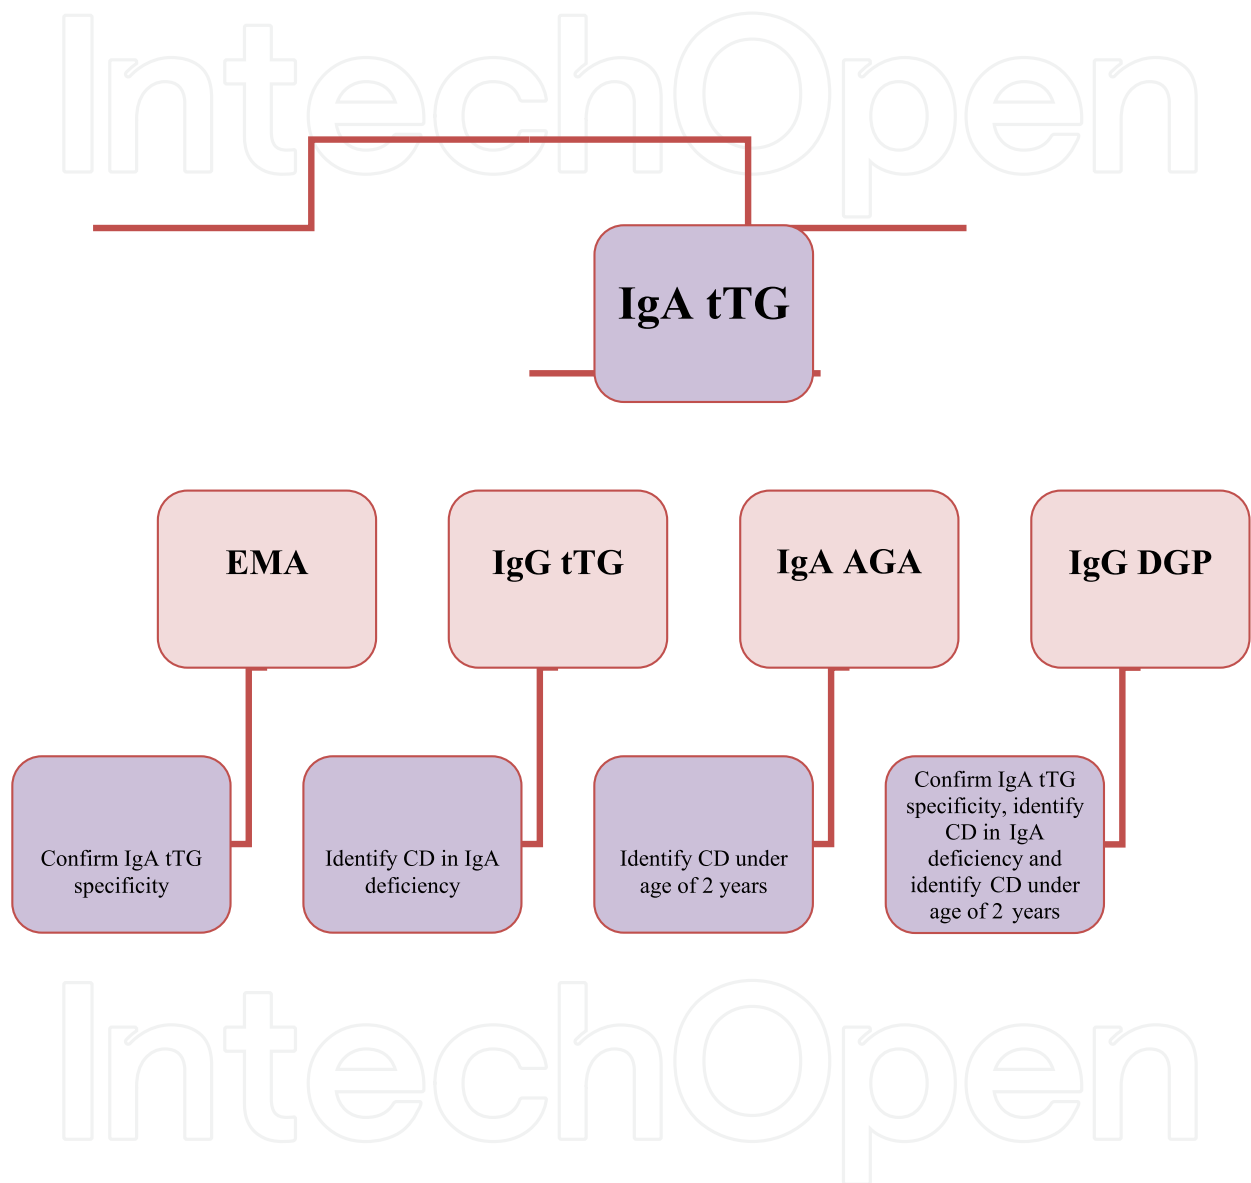 IntechOpen
IgA tTG
EMA
IgG tTG
IgA AGA
IgG DGP
Confirm IgA tTG
specificity
Identify CD in IgA
deficiency
Identify CD under
age of 2 years
Confirm IgA tTG
specificity, identify
CD in IgA
deficiency and
identify CD under
age of 2 years
IntechOpen